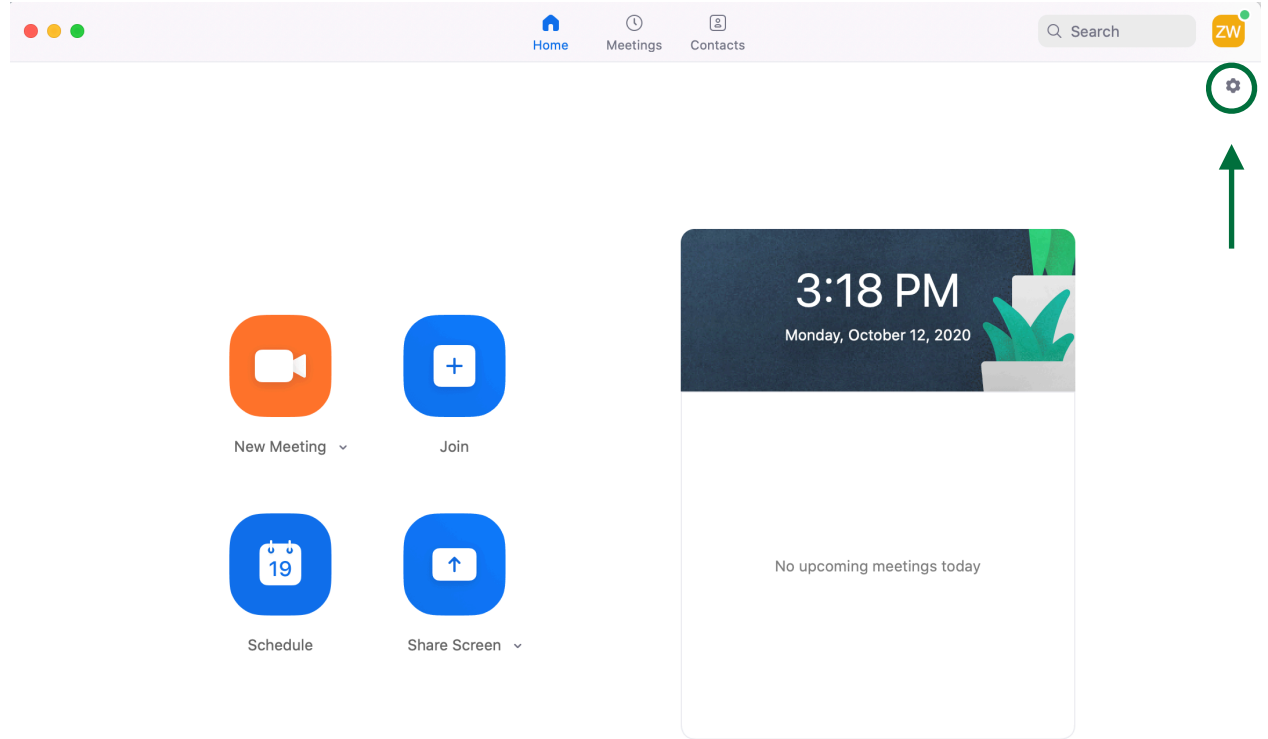 Home
Meetings
Contacts
Search
ZW
3:18 PM
Monday, October 12, 2020
New Meeting
Join
19
Schedule
Share Screen
No upcoming meetings today